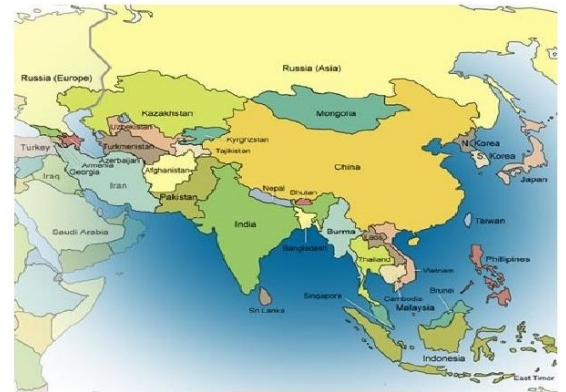 Russia (Europe)
Russia (Asia)
Kazakhstan
Mongolia
Uzbekistan
Kyrgyzstan
Turkey
Turkmenistan
Tajikistan
N. Korea
Armenia
Azerbaijan
Georgia
S. Korea
China
Japan
Iraq
Iran
Afghanistan
Pakistan
Nepal
Bhutan
Saudi Arabia
India
Burma
Laos
Taiwan
Bangladesh
Thailand
Phillipines
Vietnam
Singapore
Cambodia
Brunei
Sri Lanka
Malaysia
Indonesia
East Timor